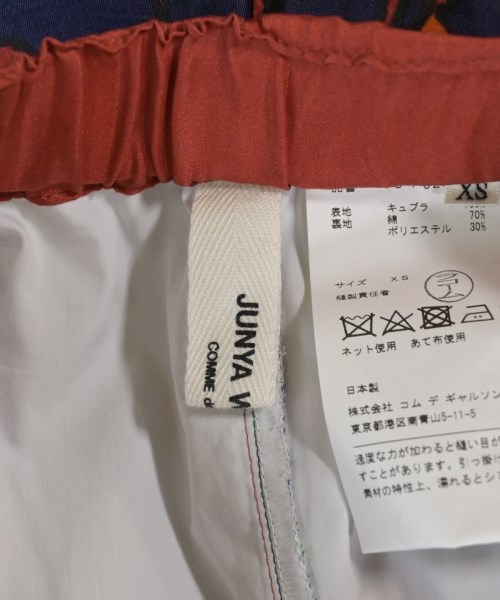 JUNYA
COMME
XS
表地 キュプラ
裏地 綿 70%
ポリエステル 30%
サイズ XS
縫製責任者
ネット使用 あて布使用
日本製
株式会社 コム デ ギャルソン
東京都港区南青山5-11-5
過度な力が加わると縫い目が
すことがあります。引っ掛け
素材の特性上、濡れるとシ